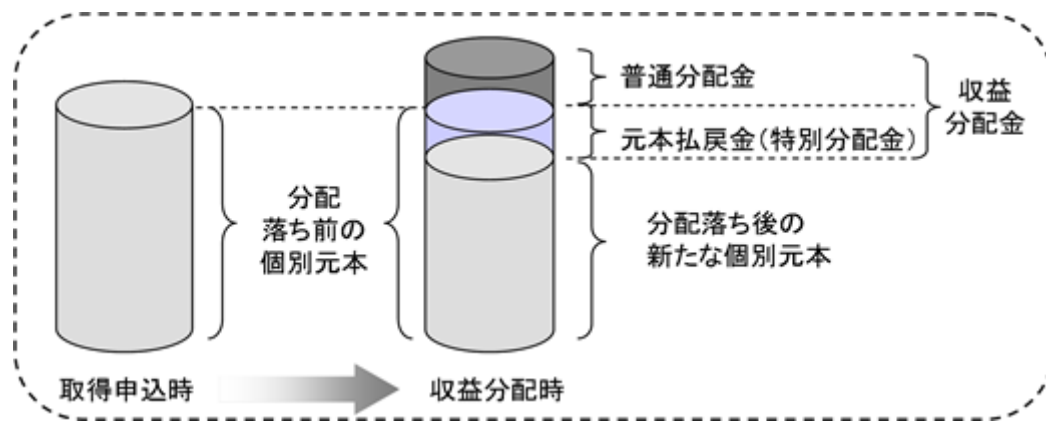 普通分配金
収益
分配金
元本払戻金(特別分配金)
分配
落ち前の
個別元本
分配落ち後の
新たな個別元本
取得申込時
収益分配時